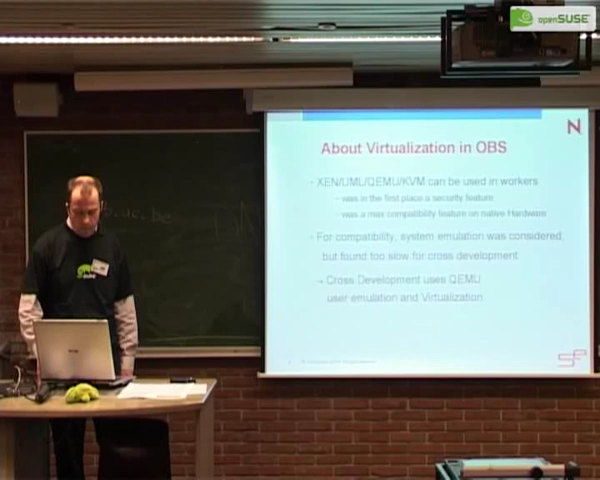 openSUSE
N
About Virtualization in OBS
- XEN/UML/QEMU/KVM can be used in workers
- was in the first place a security feature
- was a max compatibility feature on native Hardware
- For compatibility, system emulation was considered,
but found too slow for cross development
→ Cross Development uses QEMU
user emulation and Virtualization